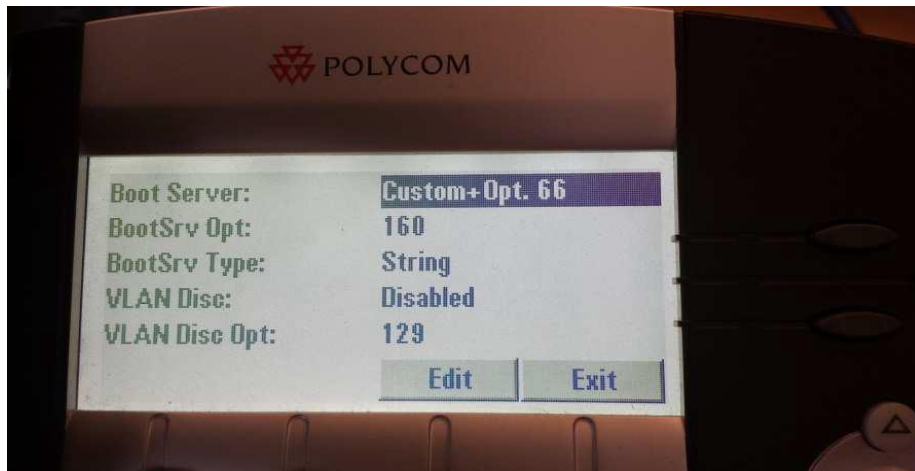 POLYCOM
Boot Server: Custom+Opt. 66
BootSrv Opt: 160
BootSrv Type: String
VLAN Disc: Disabled
VLAN Disc Opt: 129
Edit Exit